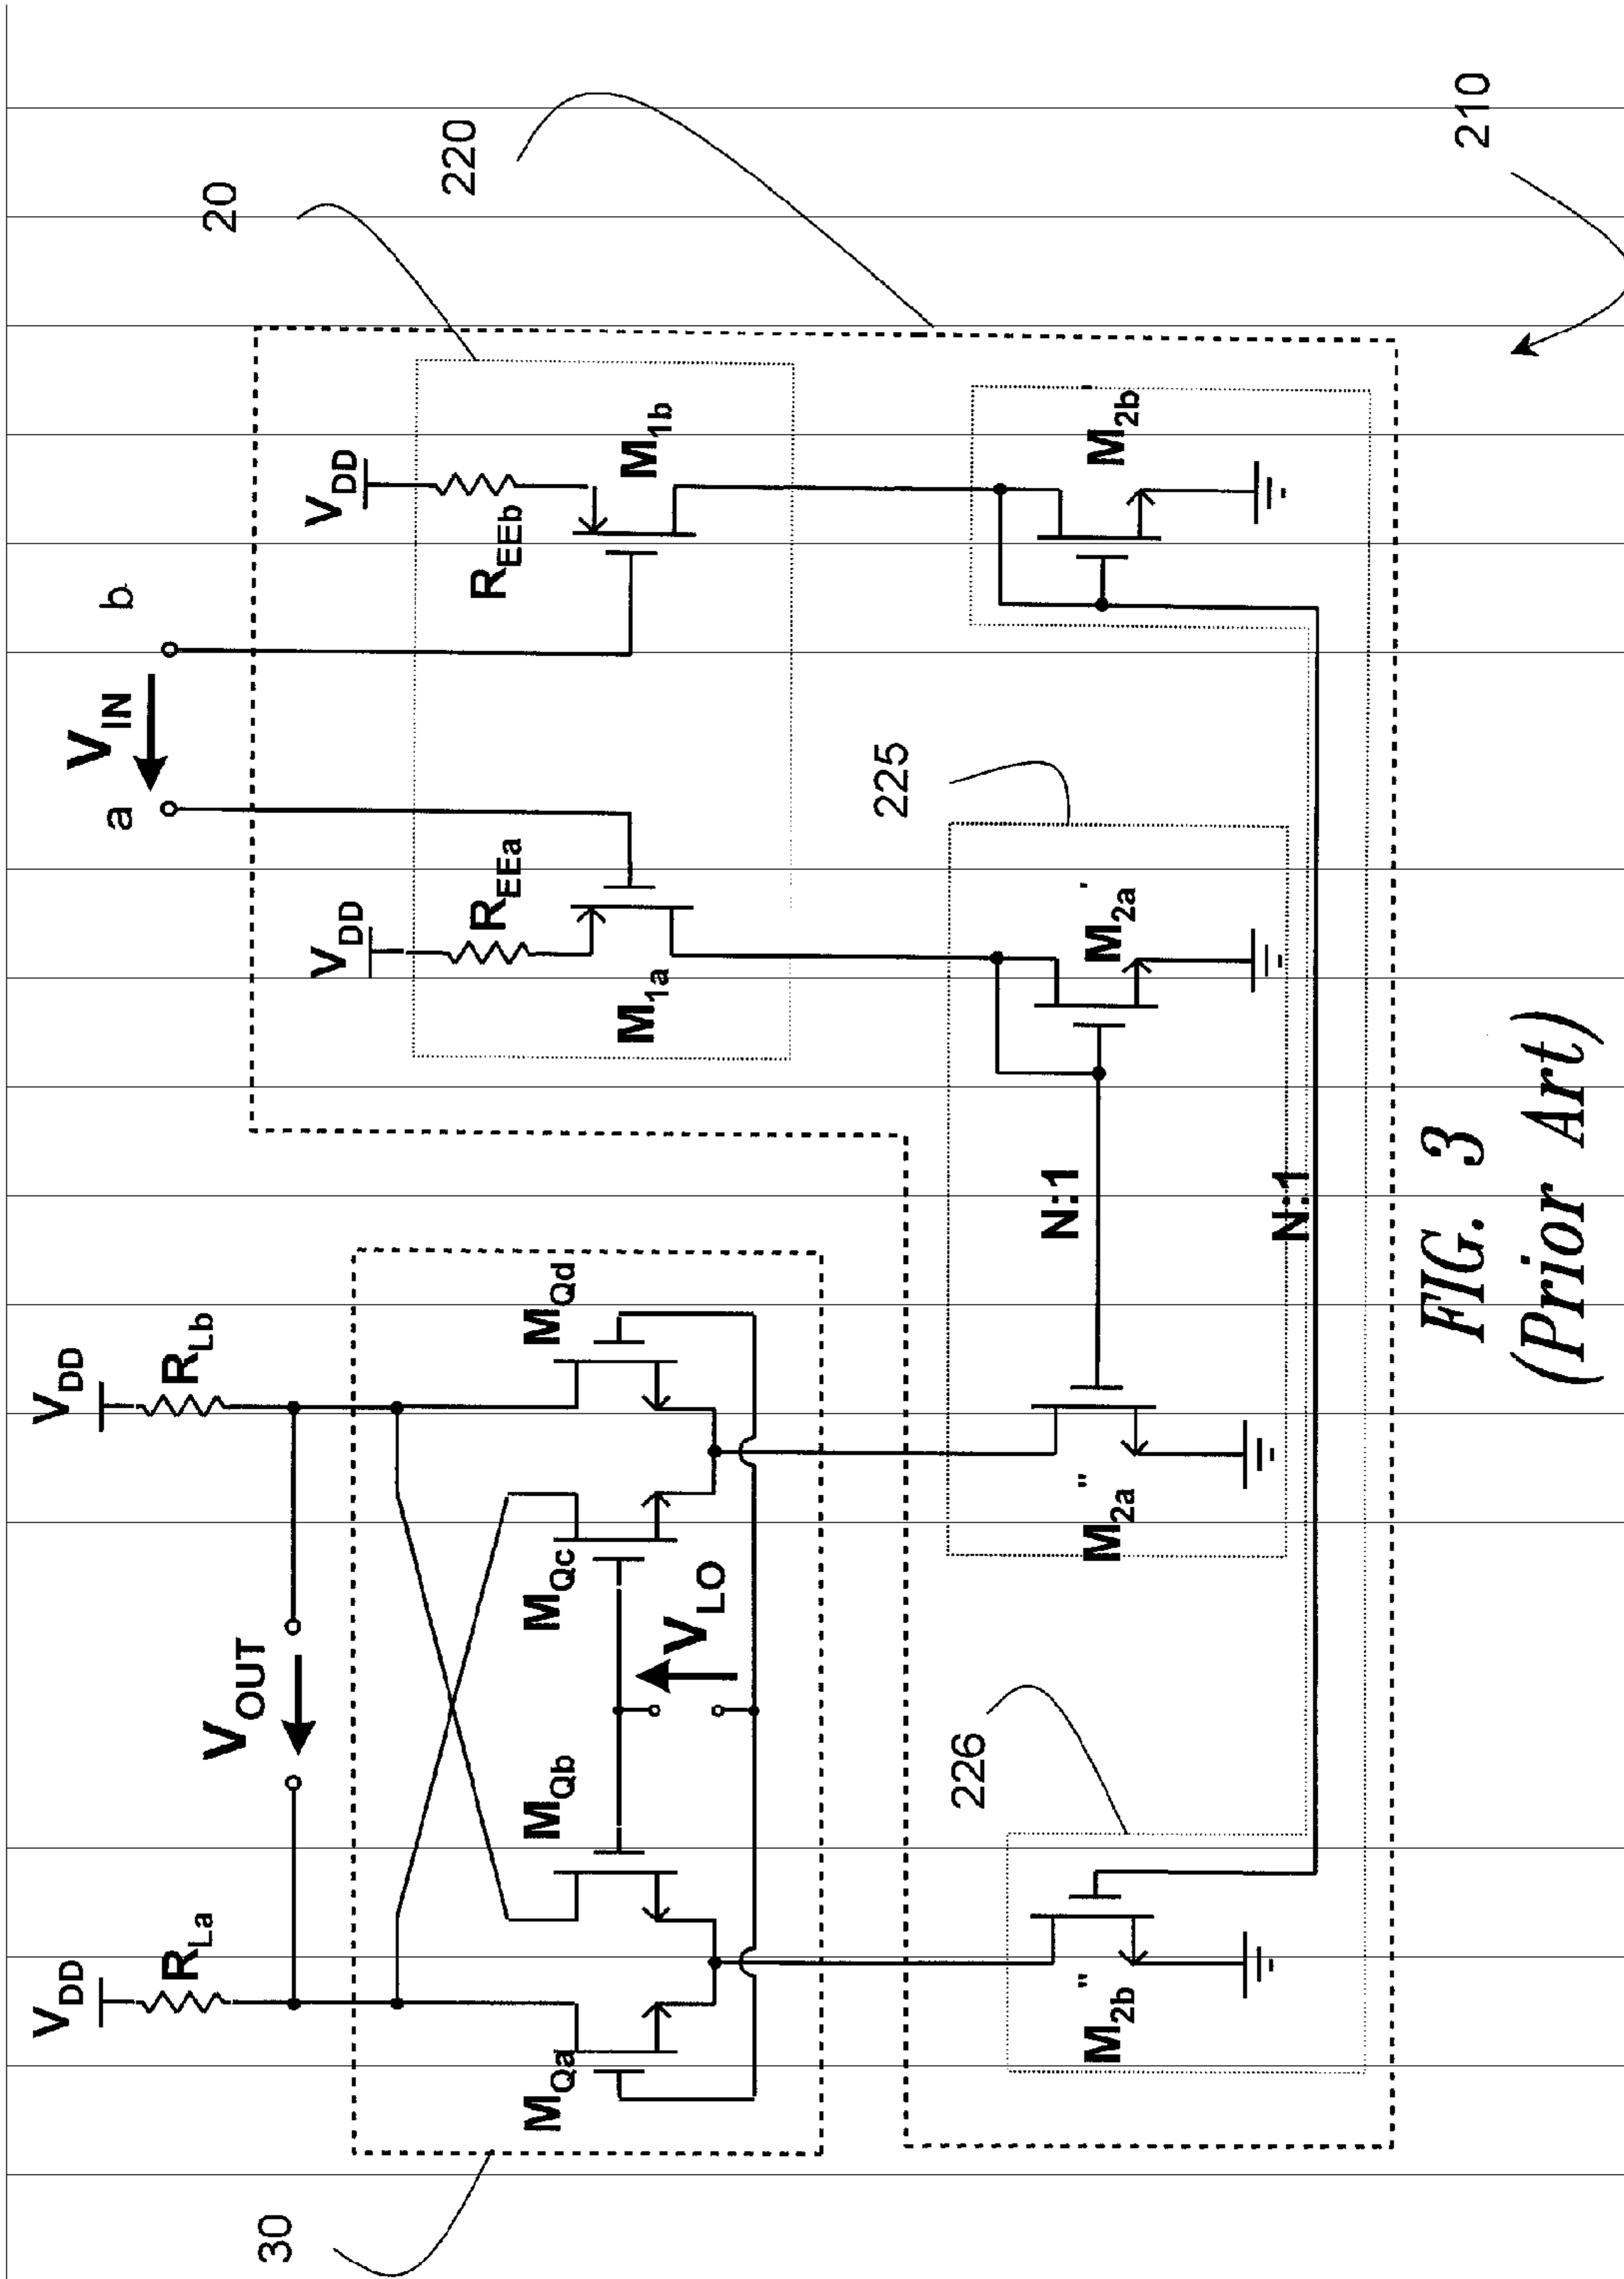 V_DD
R_La
V_OUT
V_DD
R_Lb
V_IN
a
b
V_DD
R_EEa
M_1a
V_DD
R_EEb
M_1b
20
220
30
M_Qa
M_Qb
M_Qc
M_Qd
V_LO
226
M_2b"
M_2a"
N:1
225
M_2a'
M_2b'
N:1
210
FIG. 3
(Prior Art)